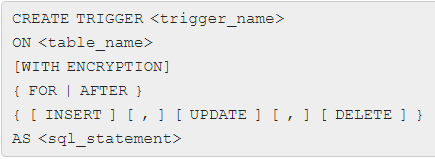 CREATE TRIGGER <trigger_name>
ON <table_name>
[WITH ENCRYPTION]
{ FOR | AFTER }
{ [ INSERT ] [ , ] [ UPDATE ] [ , ] [ DELETE ] }
AS <sql_statement>